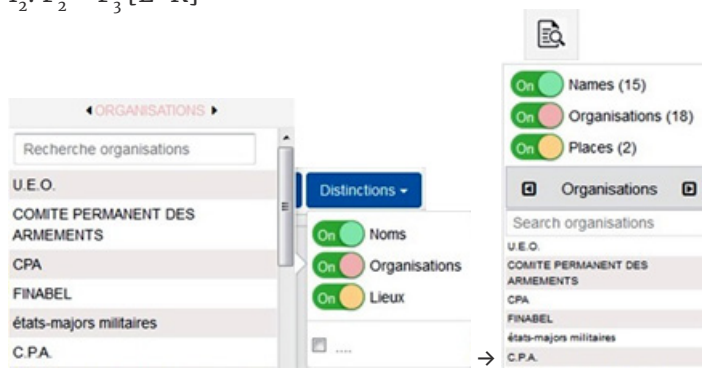 ◂ORGANISATIONS ▸
Recherche organisations
U.E.O.
COMITE PERMANENT DES
ARMEMENTS
CPA
FINABEL
états-majors militaires
C.P.A.
Distinctions
On Noms
On Organisations
On Lieux
....
→
On Names (15)
On Organisations (18)
On Places (2)
Organisations
Search organisations
U.E.O.
COMITE PERMANENT DES
ARMEMENTS
CPA
FINABEL
états-majors militaires
C.P.A.